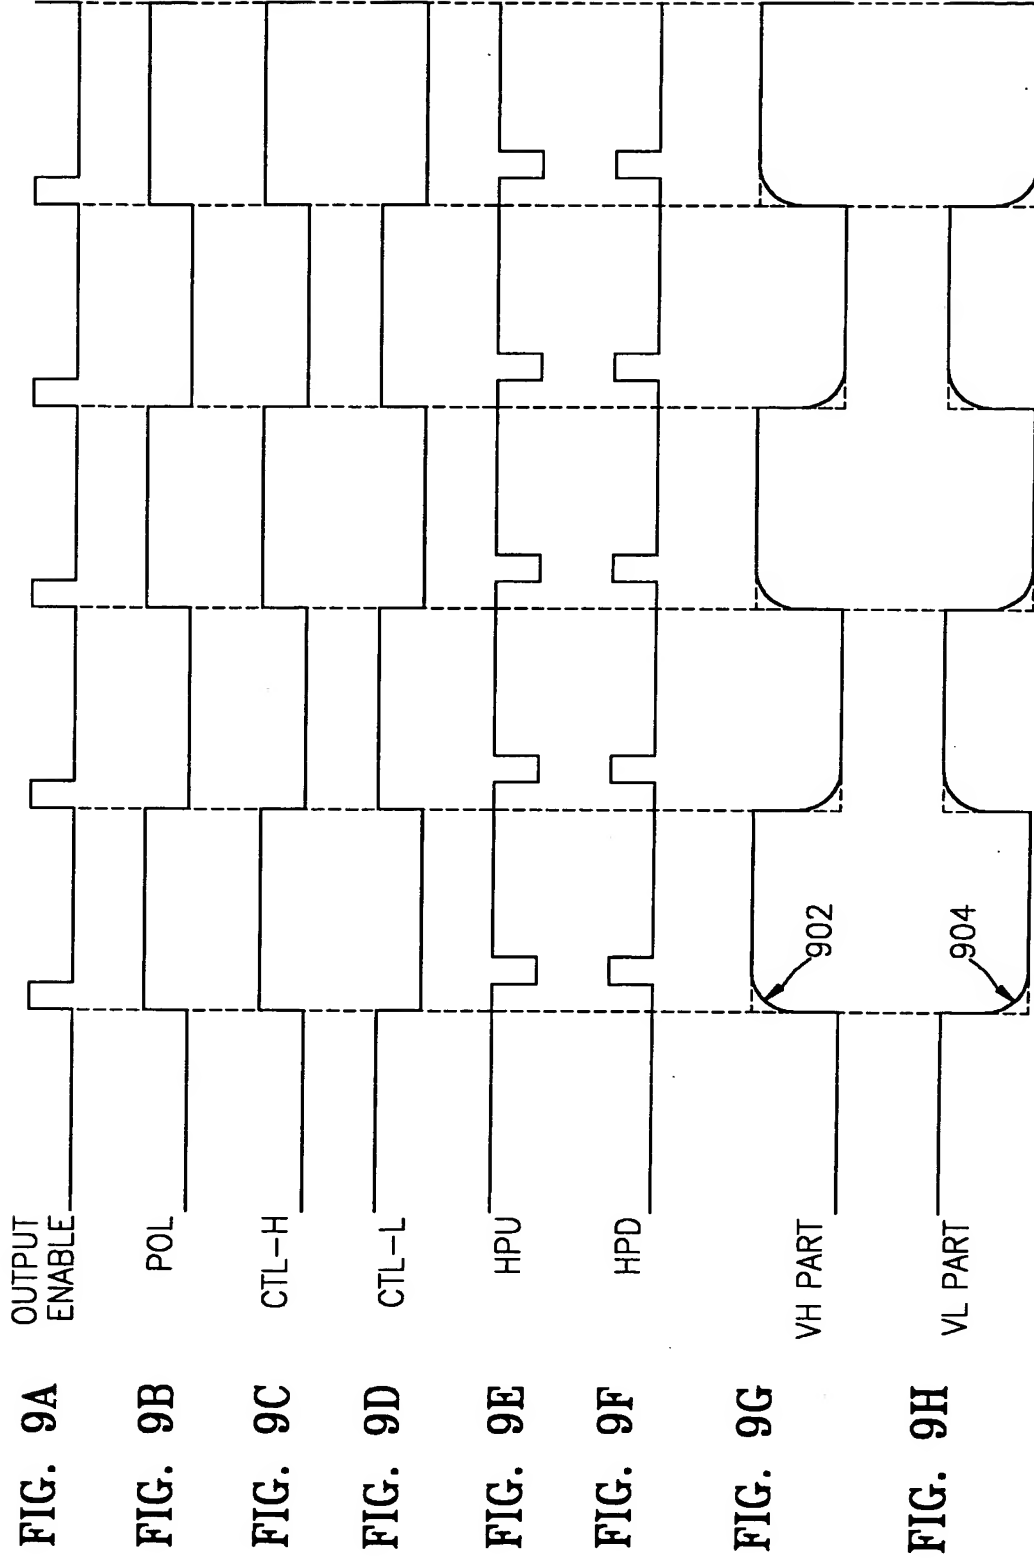 FIG. 9A
OUTPUT
ENABLE
FIG. 9B
POL
FIG. 9C
CTL-H
FIG. 9D
CTL-L
FIG. 9E
HPU
FIG. 9F
HPD
FIG. 9G
VH PART
902
FIG. 9H
VL PART
904